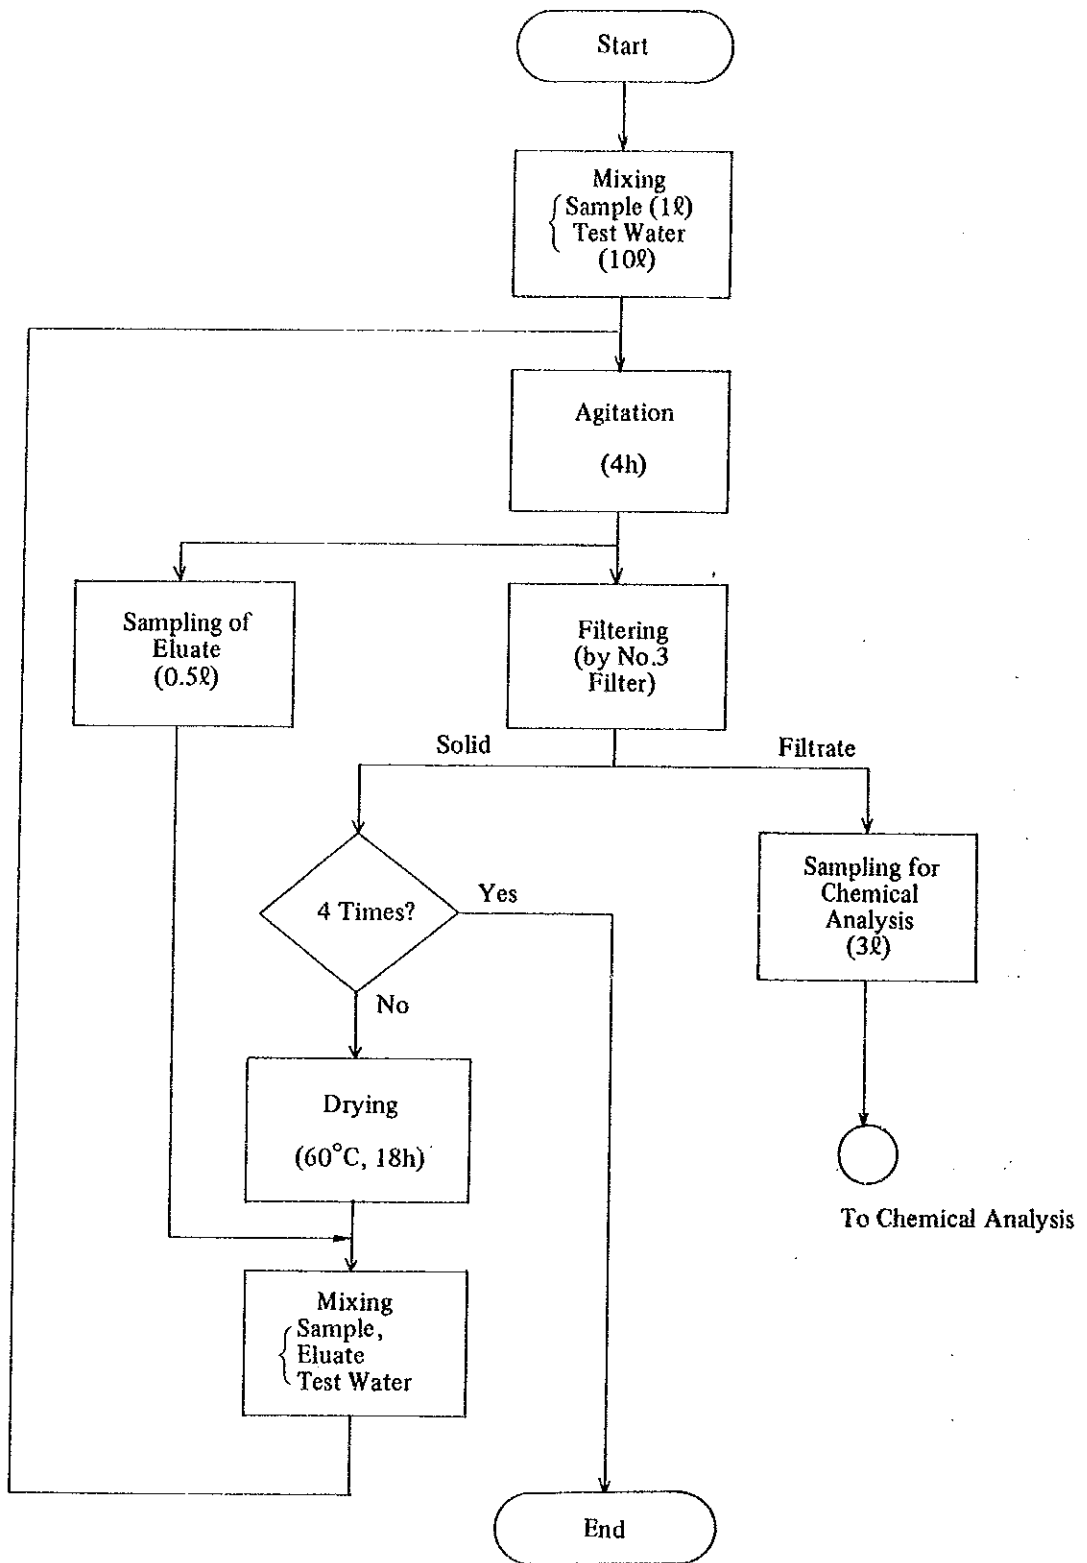 Start
Mixing
Sample (1ℓ)
Test Water
(10ℓ)
Agitation
(4h)
Sampling of
Eluate
(0.5ℓ)
Filtering
(by No.3
Filter)
Solid
Filtrate
4 Times?
Yes
No
Sampling for
Chemical
Analysis
(3ℓ)
Drying
(60°C, 18h)
To Chemical Analysis
Mixing
Sample,
Eluate
Test Water
End